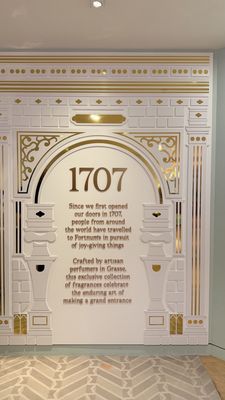 1707
Since we first opened
our doors in 1707,
people from around
the world have travelled
to Fortnum's in pursuit
of joy-giving things
Crafted by artisan
perfumers in Grasse,
this exclusive collection
of fragrances celebrate
the enduring art of
making a grand entrance